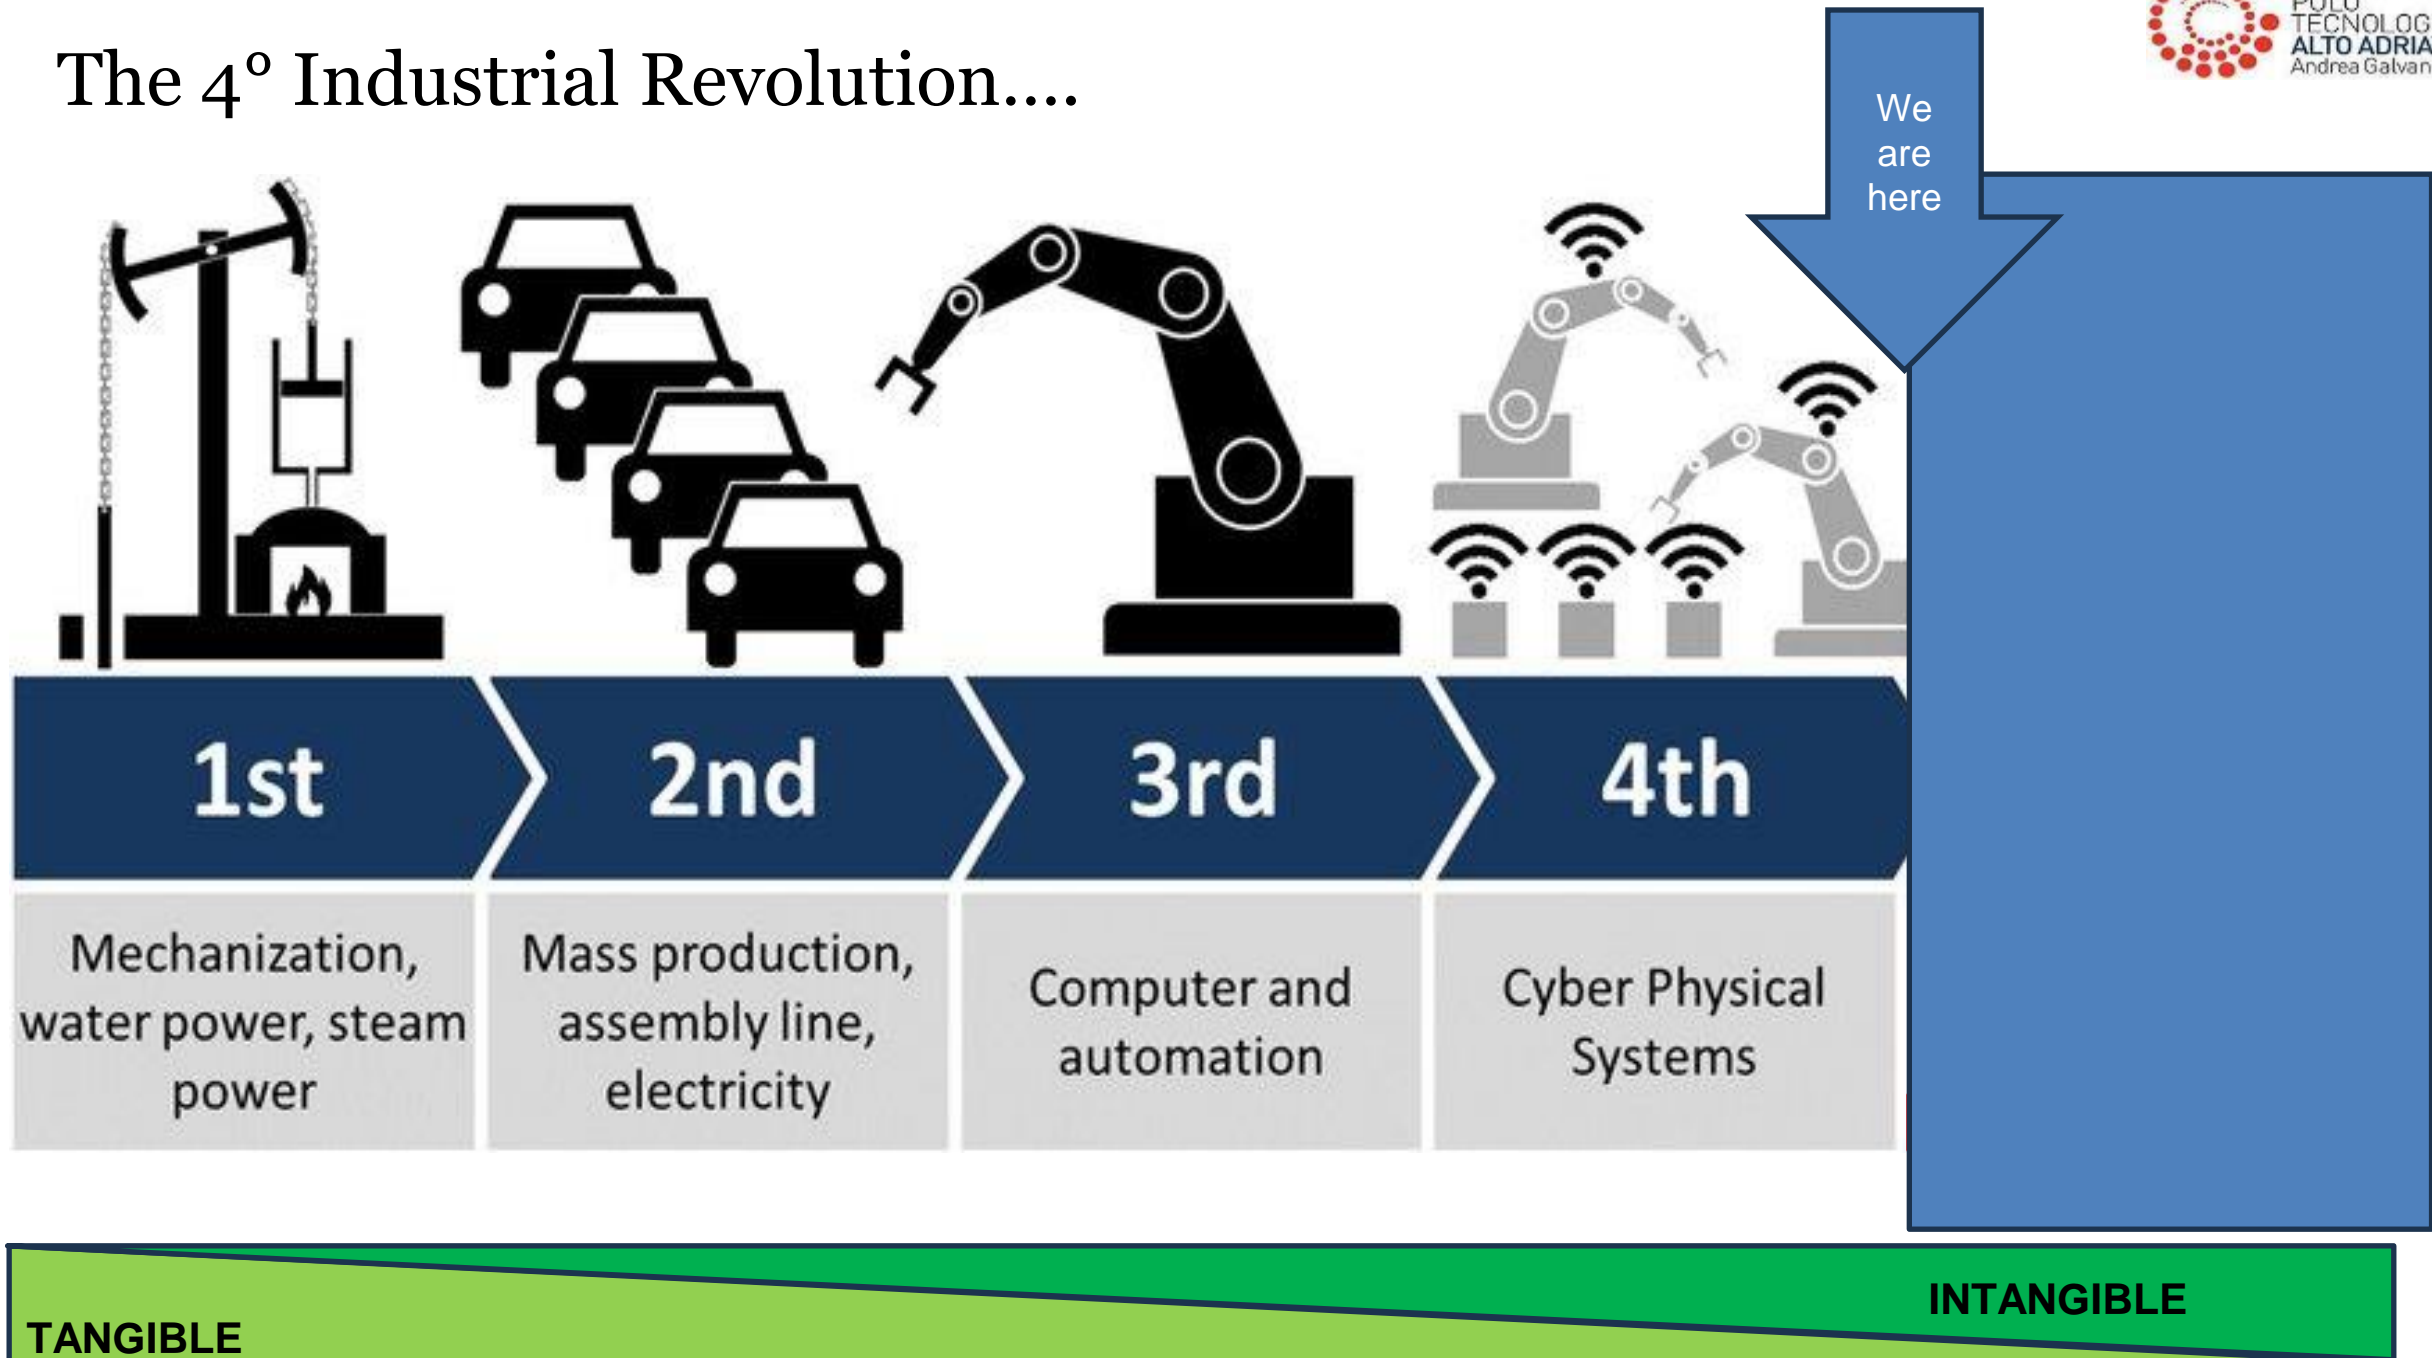 The 4° Industrial Revolution....
POLO
TECNOLOG
ALTO ADRIA
Andrea Galvan
We
are
here
1st
2nd
3rd
4th
Mechanization,
water power, steam
power
Mass production,
assembly line,
electricity
Computer and
automation
Cyber Physical
Systems
INTANGIBLE
TANGIBLE